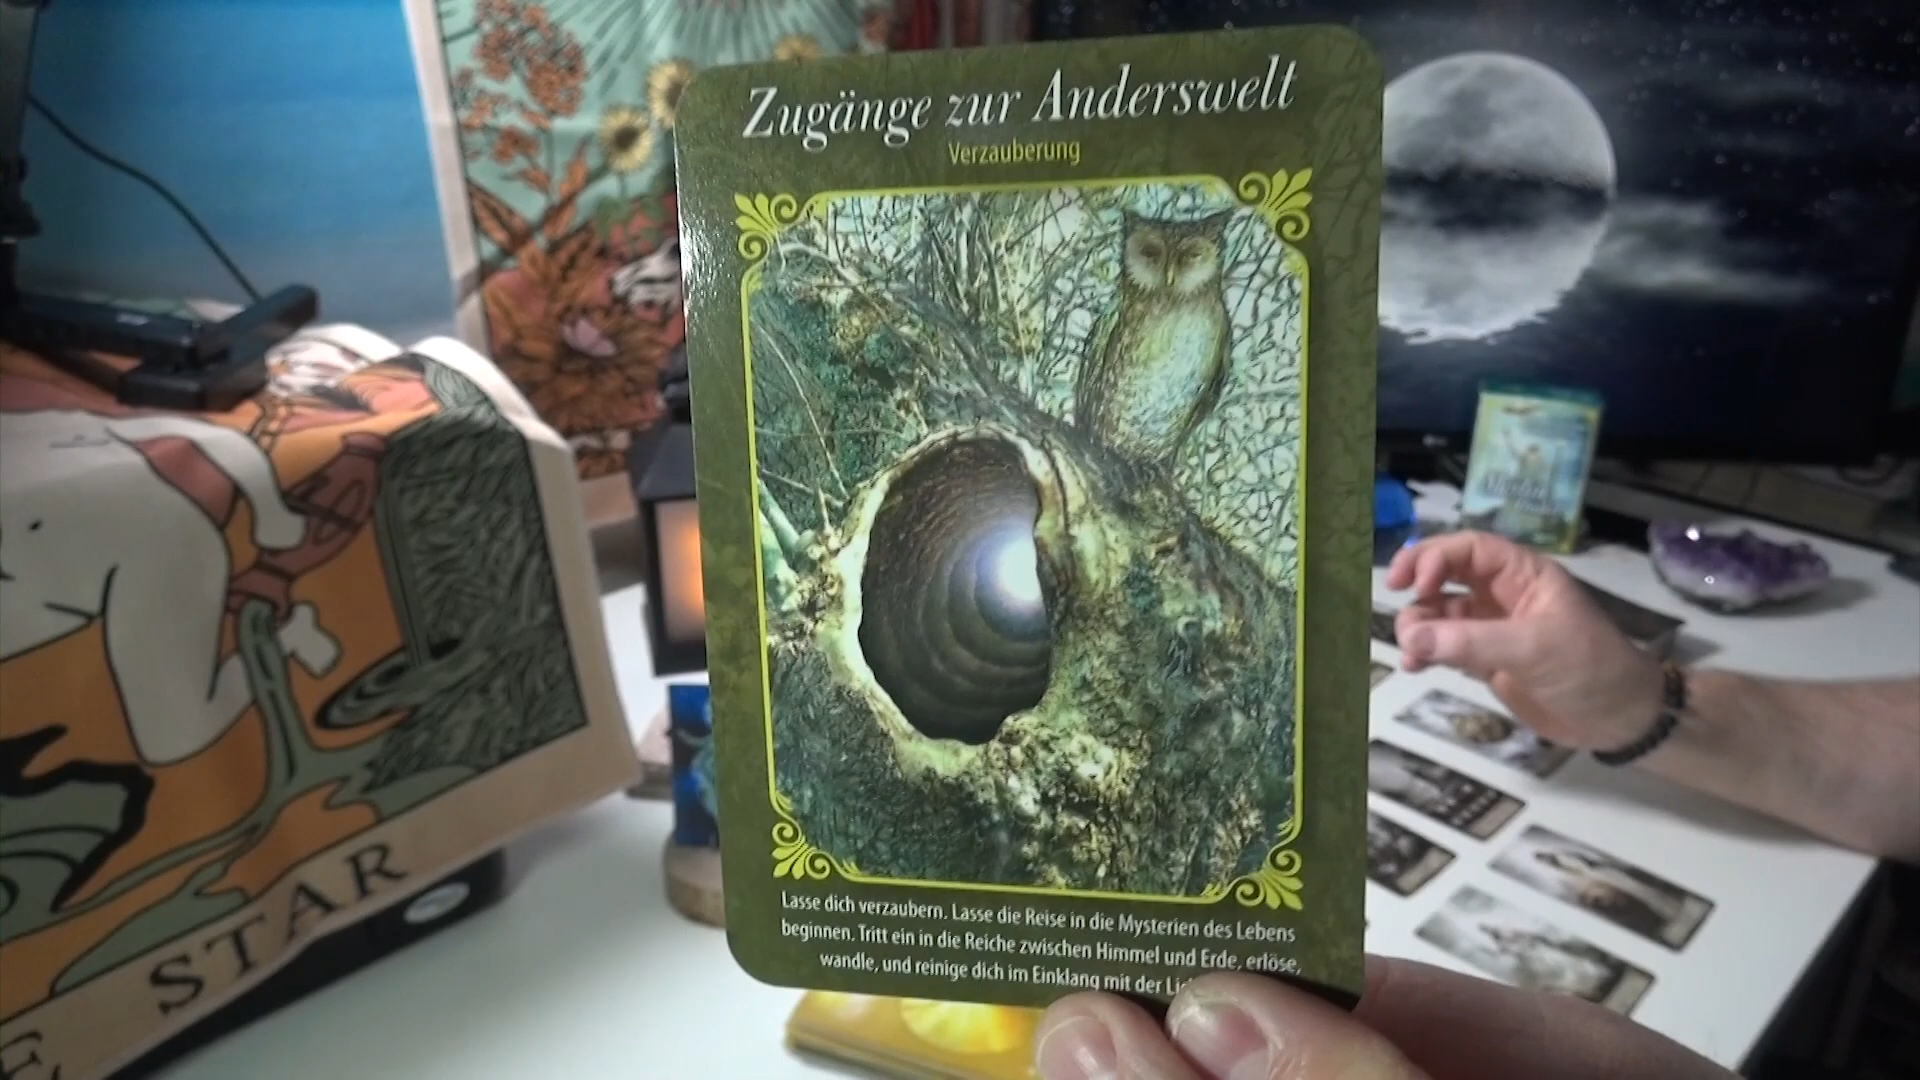 Zugänge zur Anderswelt
Verzauberung
Lasse dich verzaubern. Lasse die Reise in die Mysterien des Lebens
beginnen. Tritt ein in die Reiche zwischen Himmel und Erde, erlöse,
wandle, und reinige dich im Einklang mit der
STAR